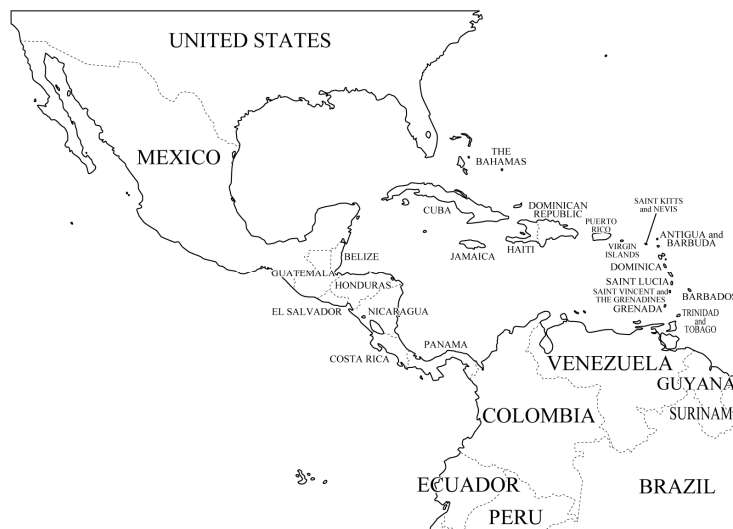 UNITED STATES
MEXICO
THE
BAHAMAS
CUBA
DOMINICAN
REPUBLIC
SAINT KITTS
and NEVIS
PUERTO
RICO
VIRGIN
ISLANDS
ANTIGUA and
BARBUDA
JAMAICA
HAITI
BELIZE
DOMINICA
GUATEMALA
HONDURAS
SAINT LUCIA
SAINT VINCENT and
THE GRENADINES
BARBADOS
GRENADA
EL SALVADOR
NICARAGUA
TRINIDAD
and
TOBAGO
COSTA RICA
PANAMA
VENEZUELA
GUYANA
COLOMBIA
SURINAM
ECUADOR
BRAZIL
PERU